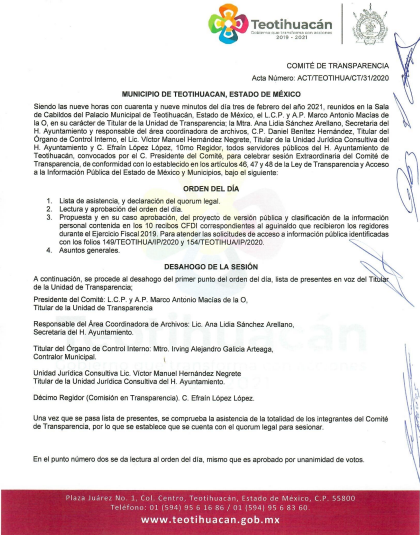 Teotihuacán
Gobierno que transforma con acciones
2019 - 2021
COMITÉ DE TRANSPARENCIA
Acta Número: ACT/TEOTIHUA/CT/31/2020
MUNICIPIO DE TEOTIHUACAN, ESTADO DE MÉXICO
Siendo las nueve horas con cuarenta y nueve minutos del día tres de febrero del año 2021, reunidos en la Sala
de Cabildos del Palacio Municipal de Teotihuacán, Estado de México, el L.C.P. y A.P. Marco Antonio Macías de
la O, en su carácter de Titular de la Unidad de Transparencia; la Mtra. Ana Lidia Sánchez Arellano, Secretaria del
H. Ayuntamiento y responsable del área coordinadora de archivos, C.P. Daniel Benítez Hernández, Titular del
Órgano de Control Interno, el Lic. Víctor Manuel Hernández Negrete, Titular de la Unidad Jurídica Consultiva del
H. Ayuntamiento y C. Efraín López López, 10mo Regidor, todos servidores públicos del H. Ayuntamiento de
Teotihuacán, convocados por el C. Presidente del Comité, para celebrar sesión Extraordinaria del Comité de
Transparencia, de conformidad con lo establecido en los artículos 46, 47 y 48 de la Ley de Transparencia y Acceso
a la Información Pública del Estado de México y Municipios, bajo el siguiente:
ORDEN DEL DÍA
1. Lista de asistencia, y declaración del quorum legal.
2. Lectura y aprobación del orden del día.
3. Propuesta y en su caso aprobación, del proyecto de versión pública y clasificación de la información
personal contenida en los 10 recibos CFDI correspondientes al aguinaldo que recibieron los regidores
durante el Ejercicio Fiscal 2019. Para atender las solicitudes de acceso a información pública identificadas
con los folios 149/TEOTIHUA/IP/2020 y 154/TEOTIHUA/IP/2020.
4. Asuntos generales.
DESAHOGO DE LA SESIÓN
A continuación, se procede al desahogo del primer punto del orden del día, lista de presentes en voz del Titular
de la Unidad de Transparencia;
Presidente del Comité: L.C.P. y A.P. Marco Antonio Macías de la O,
Titular de la Unidad de Transparencia
Responsable del Área Coordinadora de Archivos: Lic. Ana Lidia Sánchez Arellano,
Secretaria del H. Ayuntamiento.
Titular del Órgano de Control Interno: Mtro. Irving Alejandro Galicia Arteaga,
Contralor Municipal.
Unidad Jurídica Consultiva Lic. Víctor Manuel Hernández Negrete
Titular de la Unidad Jurídica Consultiva del H. Ayuntamiento.
Décimo Regidor (Comisión en Transparencia). C. Efraín López López.
Una vez que se pasa lista de presentes, se comprueba la asistencia de la totalidad de los integrantes del Comité
de Transparencia, por lo que se establece que se cuenta con el quorum legal para sesionar.
En el punto número dos se da lectura al orden del día, mismo que es aprobado por unanimidad de votos.
Plaza Juárez No. 1, Col. Centro, Teotihuacán, Estado de México, C.P. 55800
Teléfono: 01 (594) 95 6 16 86 / 01 (594) 95 6 83 60.
www.teotihuacan.gob.mx